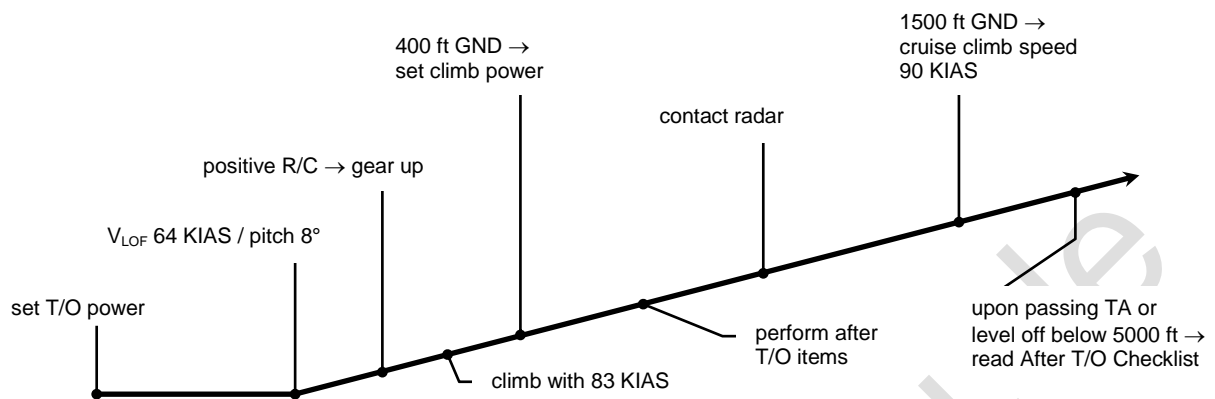 set T/O power
V_LOF 64 KIAS / pitch 8°
positive R/C → gear up
climb with 83 KIAS
400 ft GND →
set climb power
perform after
T/O items
contact radar
1500 ft GND →
cruise climb speed
90 KIAS
upon passing TA or
level off below 5000 ft →
read After T/O Checklist